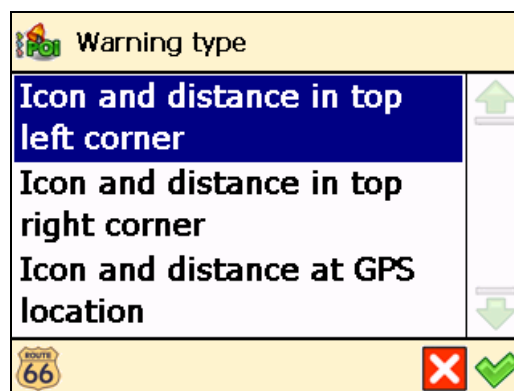 POI Warning type
Icon and distance in top
left corner
Icon and distance in top
right corner
Icon and distance at GPS
location
ROUTE
66